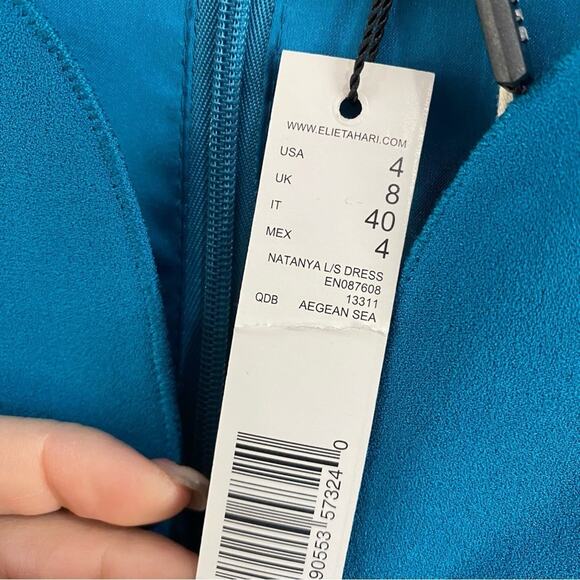 WWW.ELIETAHARI.COM
USA 4
UK 8
IT 40
MEX 4
NATANYA L/S DRESS
EN087608
13311
QDB AEGEAN SEA
90553 57324 0